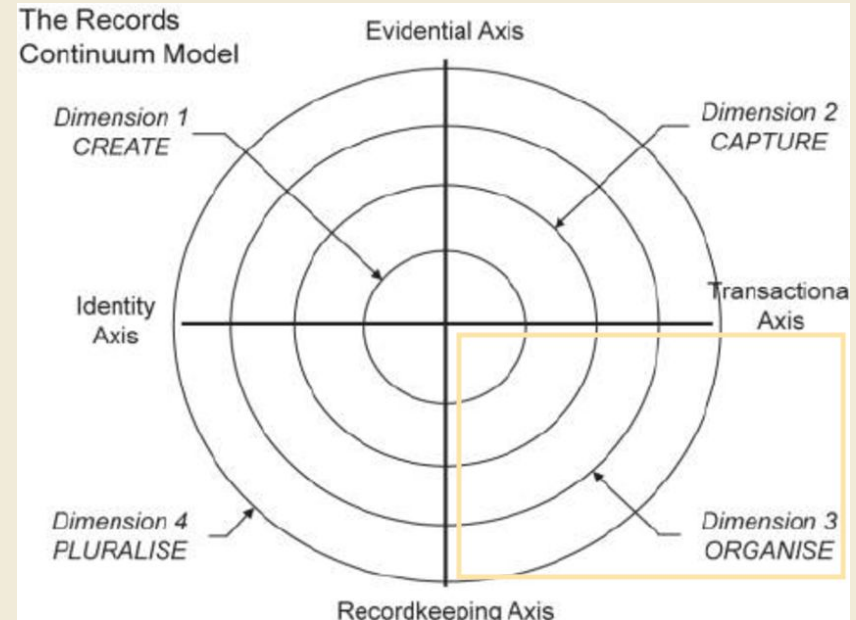 The Records
Continuum Model
Evidential Axis
Dimension 1
CREATE
Dimension 2
CAPTURE
Identity
Axis
Transactiona
Axis
Dimension 4
PLURALISE
Dimension 3
ORGANISE
Recordkeeping Axis